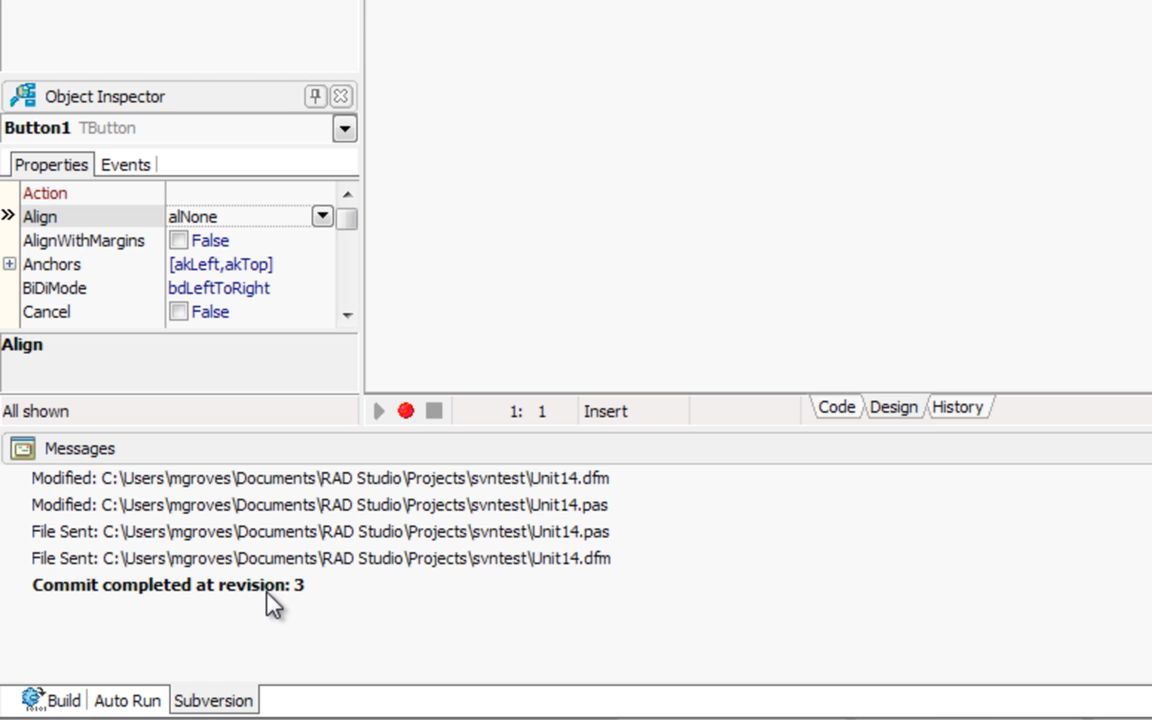 Object Inspector
Button1 TButton
Properties Events
Action
Align alNone
AlignWithMargins False
Anchors [akLeft,akTop]
BiDiMode bdLeftToRight
Cancel False
Align
All shown
1: 1 Insert Code Design History
Messages
Modified: C:\Users\mgroves\Documents\RAD Studio\Projects\svntest\Unit14.dfm
Modified: C:\Users\mgroves\Documents\RAD Studio\Projects\svntest\Unit14.pas
File Sent: C:\Users\mgroves\Documents\RAD Studio\Projects\svntest\Unit14.pas
File Sent: C:\Users\mgroves\Documents\RAD Studio\Projects\svntest\Unit14.dfm
Commit completed at revision: 3
Build Auto Run Subversion